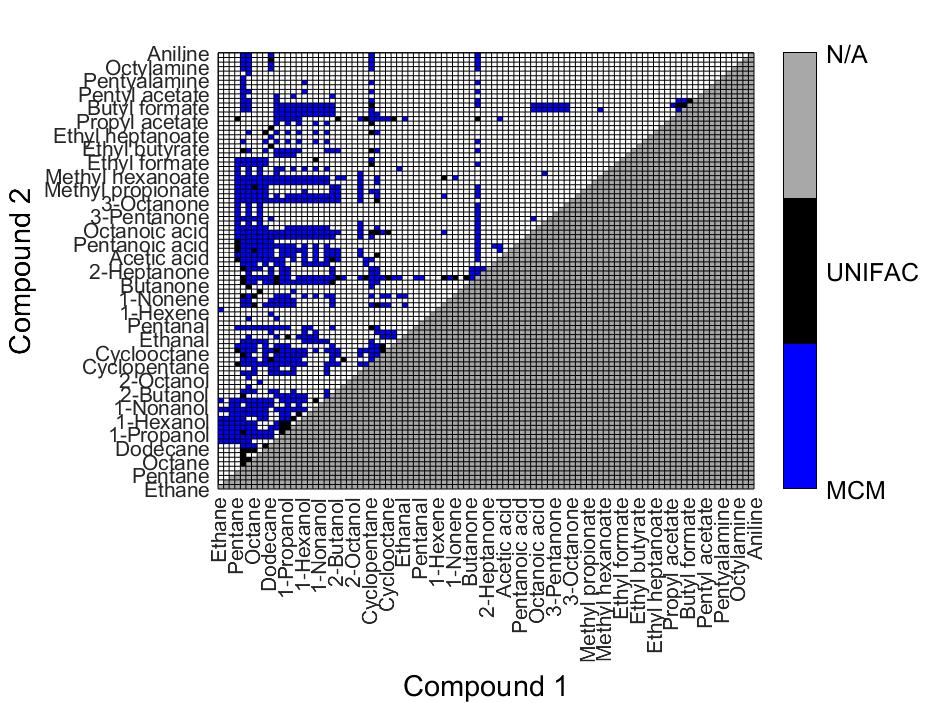 Aniline
Octylamine
Pentyalamine
Pentyl acetate
Butyl formate
Propyl acetate
Ethyl heptanoate
Ethyl butyrate
Ethyl formate
Methyl hexanoate
Methyl propionate
3-Octanone
3-Pentanone
Octanoic acid
Pentanoic acid
Acetic acid
2-Heptanone
Butanone
1-Nonene
1-Hexene
Pentanal
Ethanal
Cyclooctane
Cyclopentane
2-Octanol
2-Butanol
1-Nonanol
1-Hexanol
1-Propanol
Dodecane
Octane
Pentane
Ethane
Compound 2
Ethane
Pentane
Octane
Dodecane
1-Propanol
1-Hexanol
1-Nonanol
2-Butanol
2-Octanol
Cyclopentane
Cyclooctane
Ethanal
Pentanal
1-Hexene
1-Nonene
Butanone
2-Heptanone
Acetic acid
Pentanoic acid
Octanoic acid
3-Pentanone
3-Octanone
Methyl propionate
Methyl hexanoate
Ethyl formate
Ethyl butyrate
Ethyl heptanoate
Propyl acetate
Butyl formate
Pentyl acetate
Pentyalamine
Octylamine
Aniline
Compound 1
N/A
UNIFAC
MCM